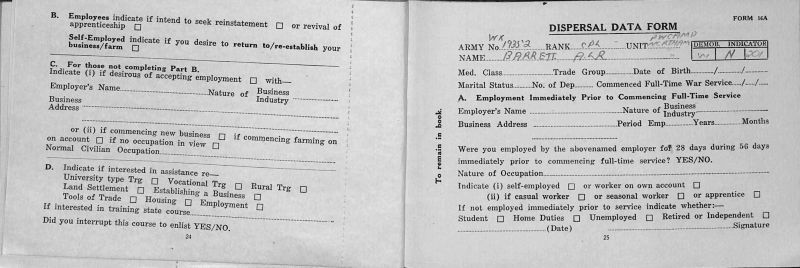 B. Employees indicate if intend to seek reinstatement □ or revival of
apprenticeship □
Self-Employed indicate if you desire to return to/re-establish your
business/farm □
C. For those not completing Part B.
Indicate (i) if desirous of accepting employment □ with—
Employer's Name Nature of Business Industry
Business
Address
or (ii) if commencing new business □ if commencing farming on
on account □ if no occupation in view □
Normal Civilian Occupation
D. Indicate if interested in assistance re—
University type Trg □ Vocational Trg □ Rural Trg □
Land Settlement □ Establishing a Business □
Tools of Trade □ Housing □ Employment □
If interested in training state course
Did you interrupt this course to enlist YES/NO.
24
To remain in book.
FORM 14A
DISPERSAL DATA FORM
WX
ARMY No. 19352 RANK CPL UNIT PWCAMP
DEMOB. INDICATOR
NAME BARRETT A.L.R. W N 201
Med. Class Trade Group Date of Birth / /
Marital Status No. of Dep. Commenced Full-Time War Service / /
A. Employment Immediately Prior to Commencing Full-Time Service
Employer's Name Nature of Business Industry
Business Address Period Emp. Years Months
Were you employed by the abovenamed employer for 28 days during 56 days
immediately prior to commencing full-time service? YES/NO.
Nature of Occupation
Indicate (i) self-employed □ or worker on own account □
(ii) if casual worker □ or seasonal worker □ or apprentice □
If not employed immediately prior to service indicate whether:—
Student □ Home Duties □ Unemployed □ Retired or Independent □
(Date) Signature
25